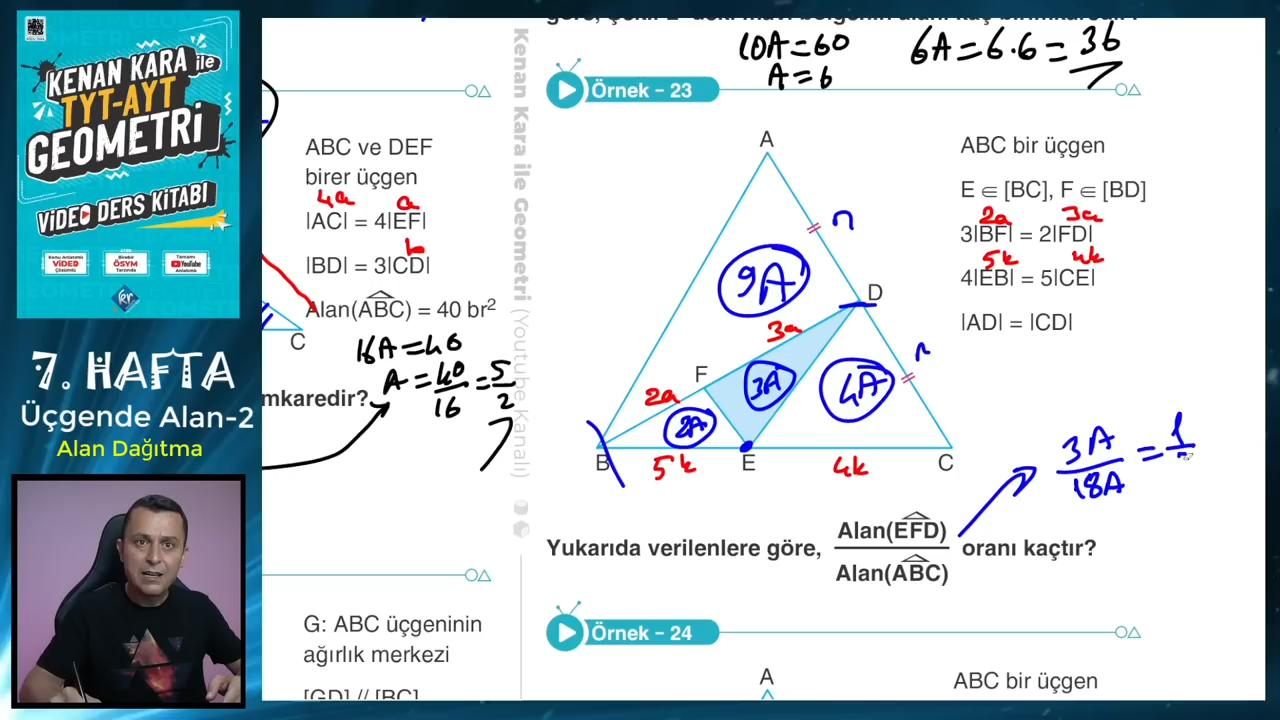 KENAN KARA ile
TYT-AYT
GEOMETRİ
VİDEO DERS KİTABI
7. HAFTA
Üçgende Alan-2
Alan Dağıtma
ABC ve DEF
birer üçgen
4a a
|AC| = 4|EF|
|BD| = 3|CD|
Alan(ABC) = 40 br²
C
16A = 40
A = 40/16 = 5/2
mkaredir?
G: ABC üçgeninin
ağırlık merkezi
[GD] // [BC]
Kenan Kara ile Geometri (Youtube Kanalı)
10A = 60
A = 6
6A = 6·6 = 36
Örnek - 23
A
n
9A
D
3a
n
F
3A
4A
2a
2A
B 5k E 4k C
ABC bir üçgen
E ∈ [BC], F ∈ [BD]
2a 3a
3|BF| = 2|FD|
5k 4k
4|EB| = 5|CE|
|AD| = |CD|
3A/18A = 1
Yukarıda verilenlere göre, Alan(EFD)/Alan(ABC) oranı kaçtır?
Örnek - 24
A
ABC bir üçgen